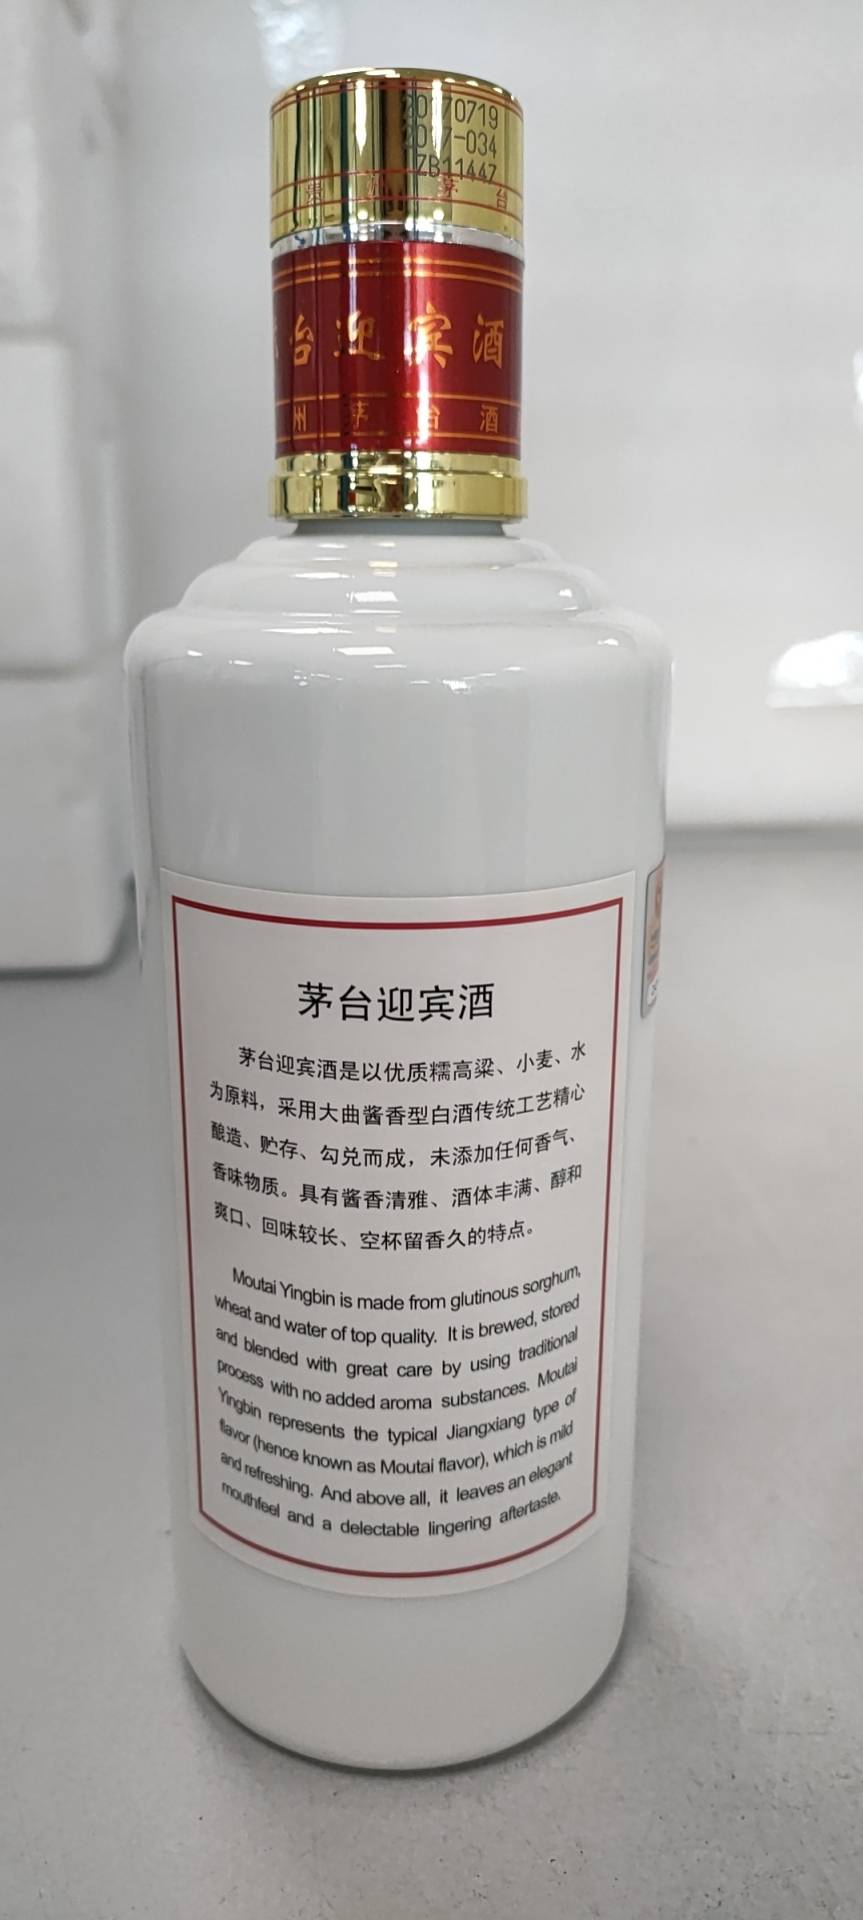 20170719
2017-034
ZB11447
贵 州 茅 台
台迎宾酒
州 茅 台 酒
茅台迎宾酒
茅台迎宾酒是以优质糯高粱、小麦、水
为原料，采用大曲酱香型白酒传统工艺精心
酿造、贮存、勾兑而成，未添加任何香气、
香味物质。具有酱香清雅、酒体丰满、醇和
爽口、回味较长、空杯留香久的特点。
Moutai Yingbin is made from glutinous sorghum,
wheat and water of top quality. It is brewed, stored
and blended with great care by using traditional
process with no added aroma substances. Moutai
Yingbin represents the typical Jiangxiang type of
flavor (hence known as Moutai flavor), which is mild
and refreshing. And above all, it leaves an elegant
mouthfeel and a delectable lingering aftertaste.